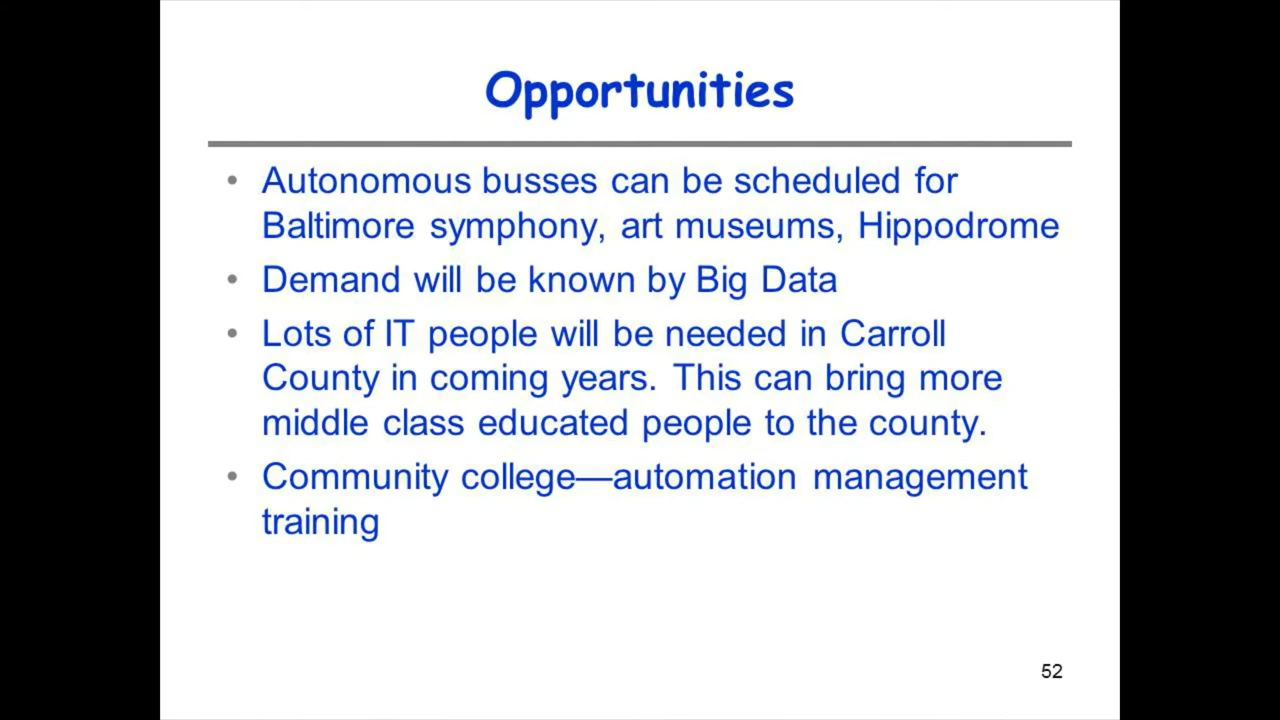 Opportunities
• Autonomous busses can be scheduled for
Baltimore symphony, art museums, Hippodrome
• Demand will be known by Big Data
• Lots of IT people will be needed in Carroll
County in coming years. This can bring more
middle class educated people to the county.
• Community college—automation management
training
52